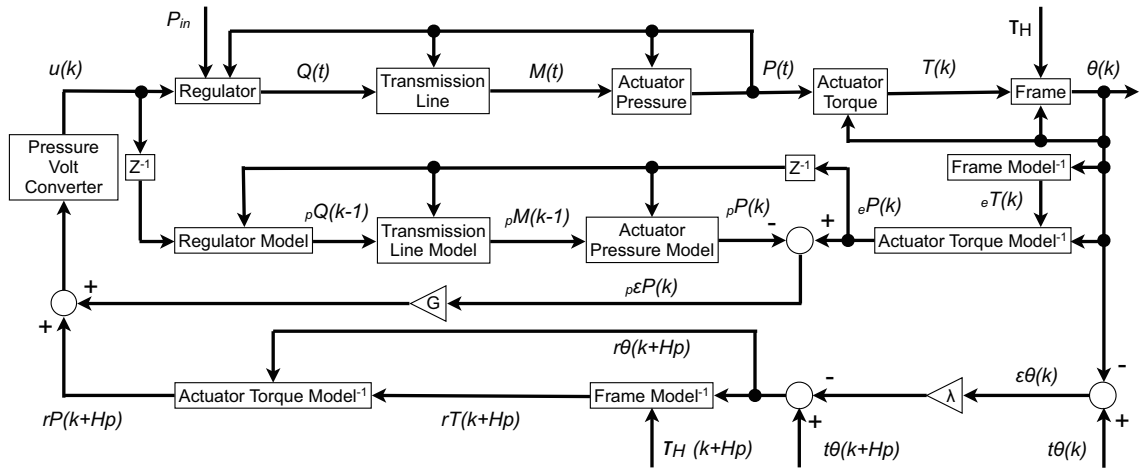 P_in
τ_H
u(k)
Q(t)
M(t)
P(t)
T(k)
θ(k)
Regulator
Transmission
Line
Actuator
Pressure
Actuator
Torque
Frame
Pressure
Volt
Converter
Z⁻¹
Z⁻¹
Frame Model⁻¹
ₚQ(k-1)
ₚM(k-1)
ₚP(k)
ₑP(k)
ₑT(k)
-
+
Regulator Model
Transmission
Line Model
Actuator
Pressure Model
Actuator Torque Model⁻¹
+
+
G
ₚεP(k)
rθ(k+Hp)
-
εθ(k)
-
Actuator Torque Model⁻¹
Frame Model⁻¹
λ
+
+
rP(k+Hp)
rT(k+Hp)
τ_H (k+Hp)
tθ(k+Hp)
tθ(k)